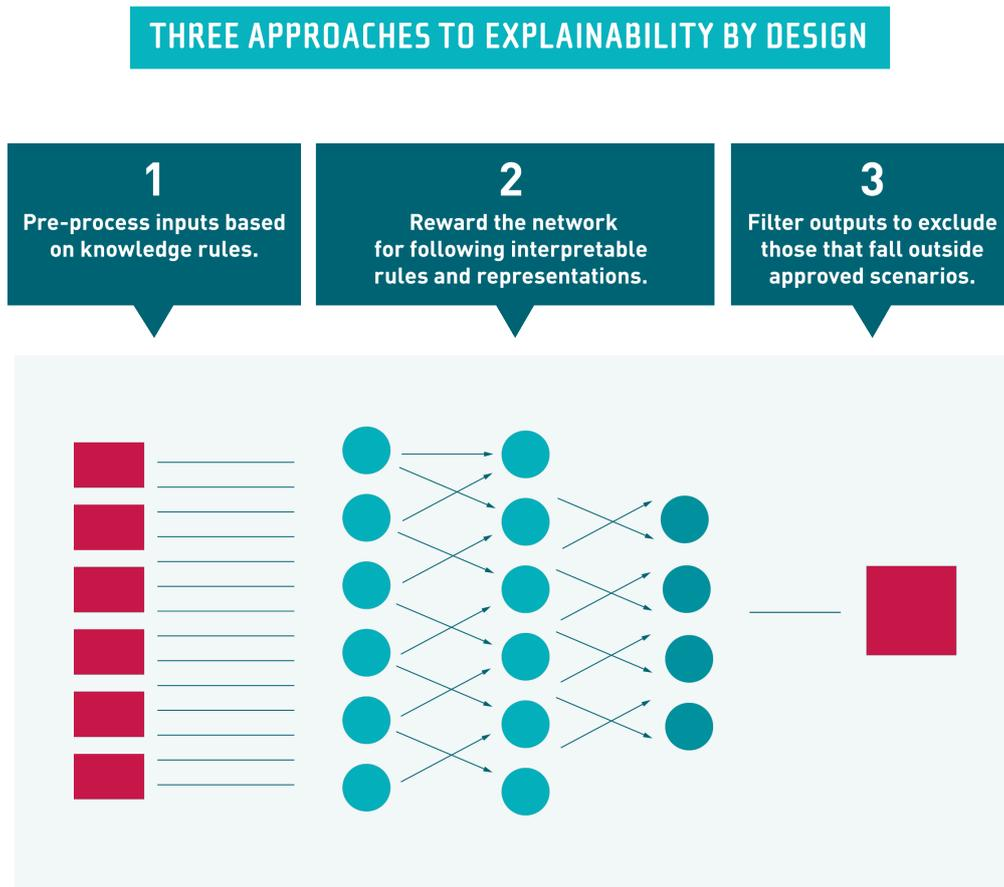 THREE APPROACHES TO EXPLAINABILITY BY DESIGN
1
Pre-process inputs based
on knowledge rules.
2
Reward the network
for following interpretable
rules and representations.
3
Filter outputs to exclude
those that fall outside
approved scenarios.